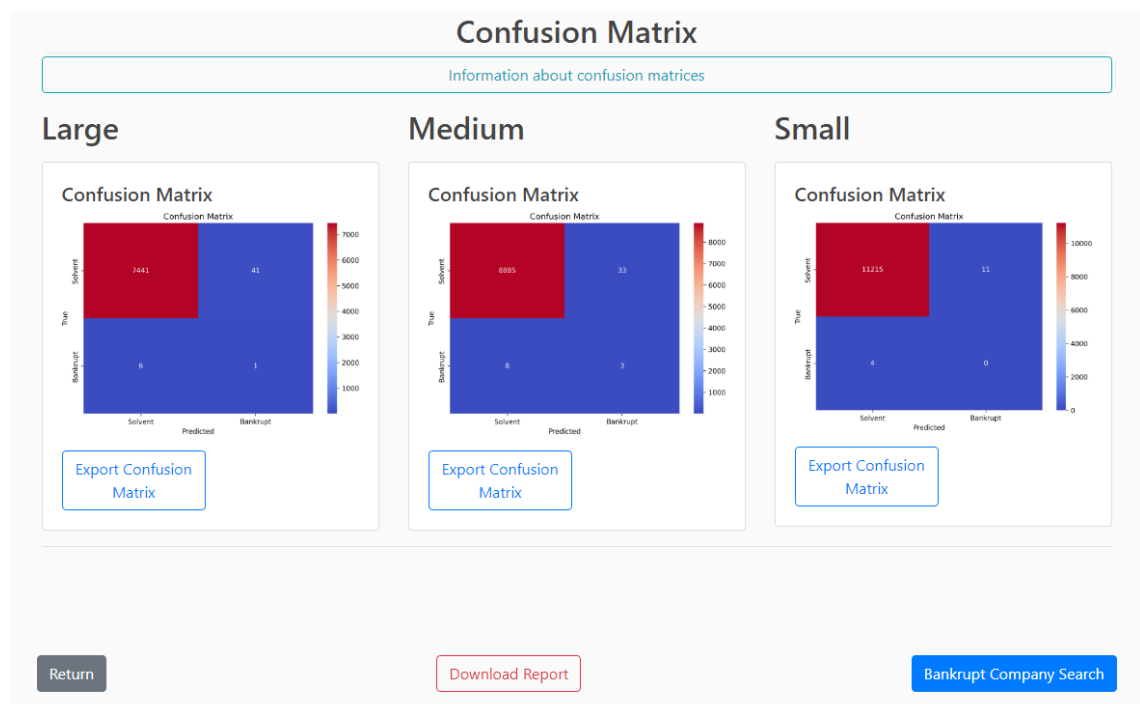 Confusion Matrix
Information about confusion matrices
Large
Confusion Matrix
Confusion Matrix
Solvent
Bankrupt
True
7441
41
6
1
Solvent
Bankrupt
Predicted
7000
6000
5000
4000
3000
2000
1000
Export Confusion
Matrix
Medium
Confusion Matrix
Confusion Matrix
Solvent
Bankrupt
True
8885
33
8
3
Solvent
Bankrupt
Predicted
8000
7000
6000
5000
4000
3000
2000
1000
Export Confusion
Matrix
Small
Confusion Matrix
Confusion Matrix
Solvent
Bankrupt
True
11215
11
4
0
Solvent
Bankrupt
Predicted
10000
8000
6000
4000
2000
0
Export Confusion
Matrix
Return
Download Report
Bankrupt Company Search